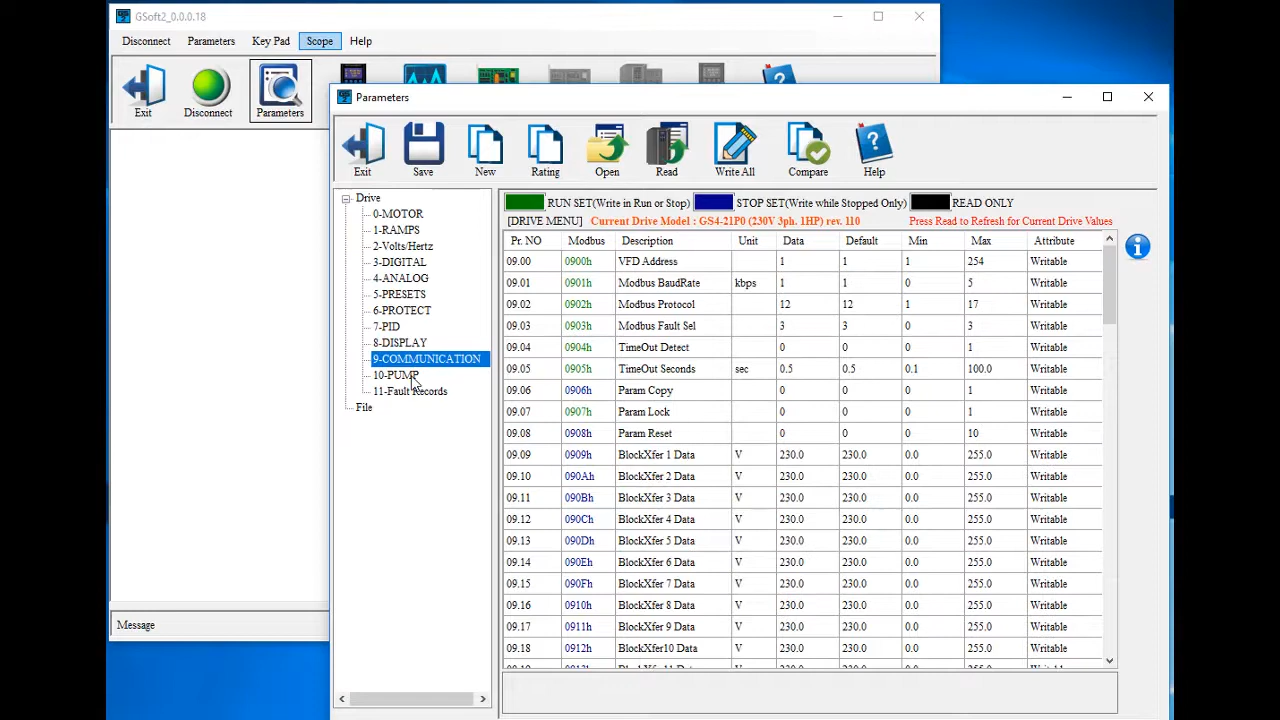 GSoft2_0.0.0.18
Disconnect Parameters Key Pad Scope Help
Exit Disconnect Parameters
Parameters
Exit Save New Rating Open Read Write All Compare Help
Drive
0-MOTOR
1-RAMPS
2-Volts/Hertz
3-DIGITAL
4-ANALOG
5-PRESETS
6-PROTECT
7-PID
8-DISPLAY
9-COMMUNICATION
10-PUMP
11-Fault Records
File
RUN SET(Write in Run or Stop) STOP SET(Write while Stopped Only) READ ONLY
[DRIVE MENU] Current Drive Model : GS4-21P0 (230V 3ph. 1HP) rev. 110 Press Read to Refresh for Current Drive Values
Pr. NO Modbus Description Unit Data Default Min Max Attribute
09.00 0900h VFD Address 1 1 1 254 Writable
09.01 0901h Modbus BaudRate kbps 1 1 0 5 Writable
09.02 0902h Modbus Protocol 12 12 1 17 Writable
09.03 0903h Modbus Fault Sel 3 3 0 3 Writable
09.04 0904h TimeOut Detect 0 0 0 1 Writable
09.05 0905h TimeOut Seconds sec 0.5 0.5 0.1 100.0 Writable
09.06 0906h Param Copy 0 0 0 1 Writable
09.07 0907h Param Lock 0 0 0 1 Writable
09.08 0908h Param Reset 0 0 0 10 Writable
09.09 0909h BlockXfer 1 Data V 230.0 230.0 0.0 255.0 Writable
09.10 090Ah BlockXfer 2 Data V 230.0 230.0 0.0 255.0 Writable
09.11 090Bh BlockXfer 3 Data V 230.0 230.0 0.0 255.0 Writable
09.12 090Ch BlockXfer 4 Data V 230.0 230.0 0.0 255.0 Writable
09.13 090Dh BlockXfer 5 Data V 230.0 230.0 0.0 255.0 Writable
09.14 090Eh BlockXfer 6 Data V 230.0 230.0 0.0 255.0 Writable
09.15 090Fh BlockXfer 7 Data V 230.0 230.0 0.0 255.0 Writable
09.16 0910h BlockXfer 8 Data V 230.0 230.0 0.0 255.0 Writable
09.17 0911h BlockXfer 9 Data V 230.0 230.0 0.0 255.0 Writable
09.18 0912h BlockXfer10 Data V 230.0 230.0 0.0 255.0 Writable
Message